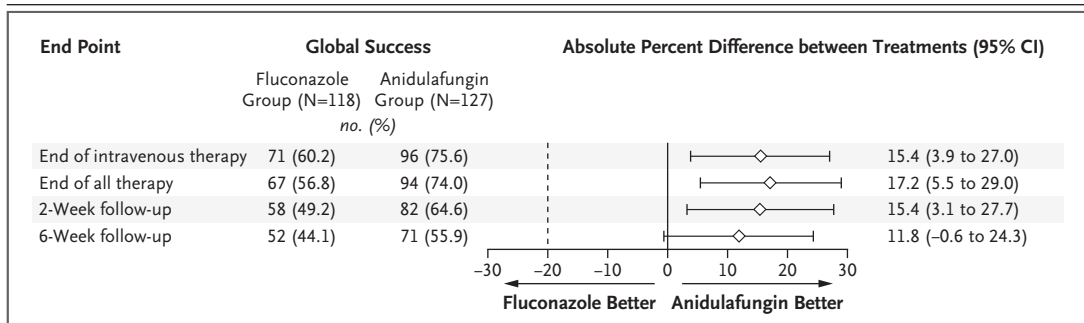 End Point Global Success Absolute Percent Difference between Treatments (95% CI)
Fluconazole Anidulafungin
Group (N=118) Group (N=127)
no. (%)
End of intravenous therapy 71 (60.2) 96 (75.6) 15.4 (3.9 to 27.0)
End of all therapy 67 (56.8) 94 (74.0) 17.2 (5.5 to 29.0)
2-Week follow-up 58 (49.2) 82 (64.6) 15.4 (3.1 to 27.7)
6-Week follow-up 52 (44.1) 71 (55.9) 11.8 (–0.6 to 24.3)
–30 –20 –10 0 10 20 30
Fluconazole Better Anidulafungin Better